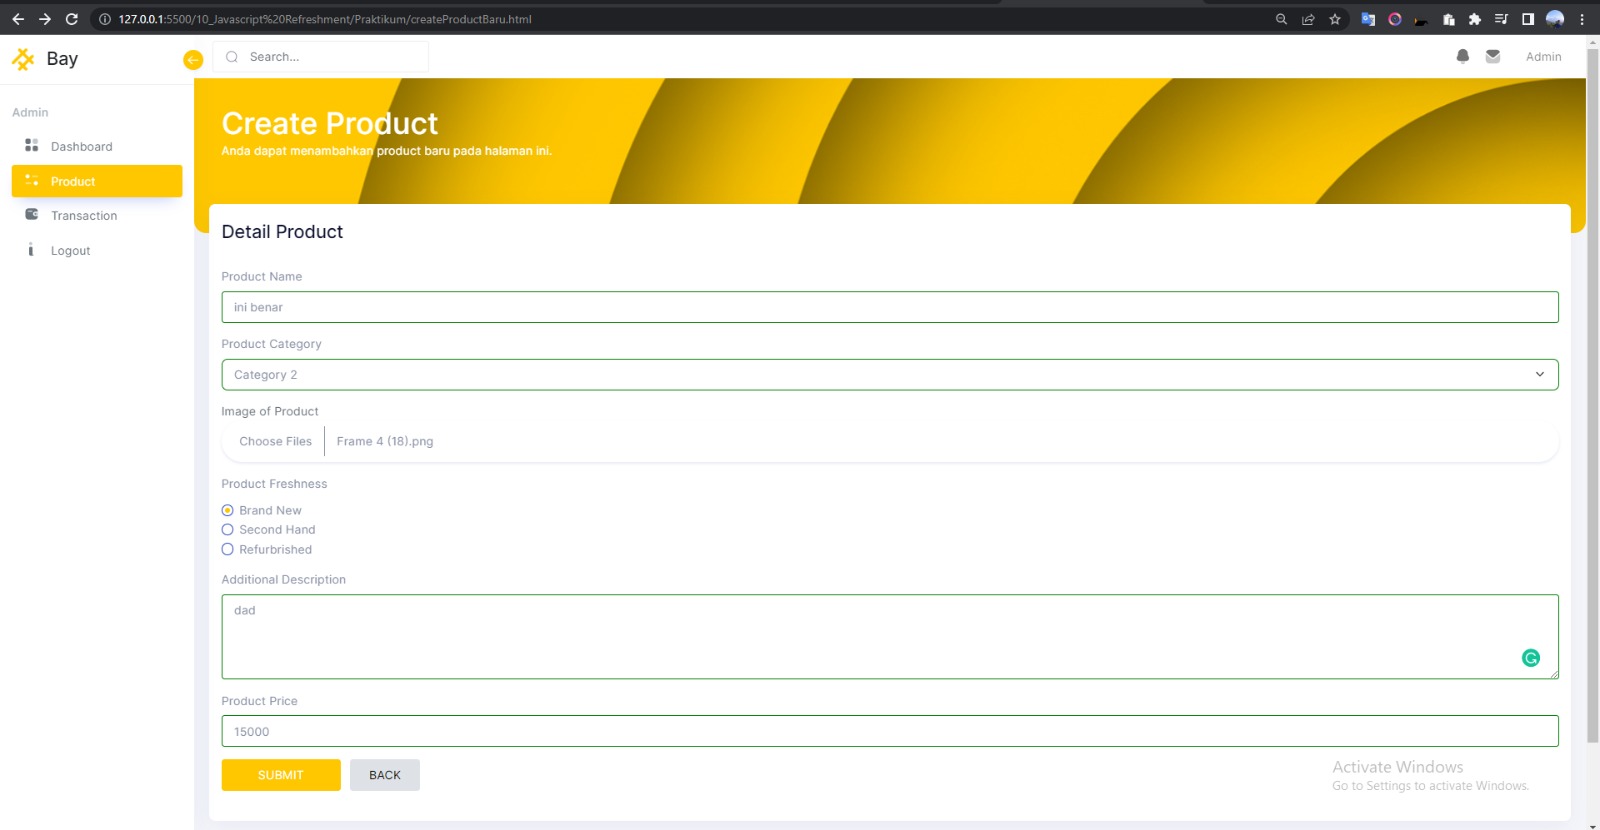 127.0.0.1:5500/10_Javascript%20Refreshment/Praktikum/createProductBaru.html
Bay
Search...
Admin
Admin
Dashboard
Product
Transaction
Logout
Create Product
Anda dapat menambahkan product baru pada halaman ini.
Detail Product
Product Name
ini benar
Product Category
Category 2
Image of Product
Choose Files
Frame 4 (18).png
Product Freshness
Brand New
Second Hand
Refurbrished
Additional Description
dad
Product Price
15000
SUBMIT
BACK
Activate Windows
Go to Settings to activate Windows.